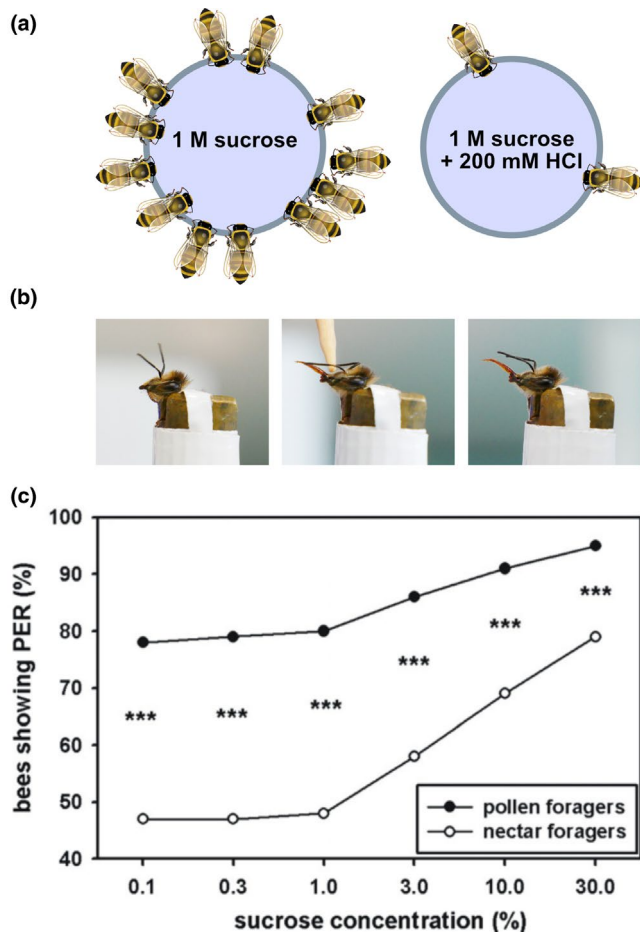 (a)
1 M sucrose
1 M sucrose
+ 200 mM HCl
(b)
(c)
bees showing PER (%)
100
90
80
70
60
50
40
***
***
***
***
***
***
pollen foragers
nectar foragers
0.1
0.3
1.0
3.0
10.0
30.0
sucrose concentration (%)